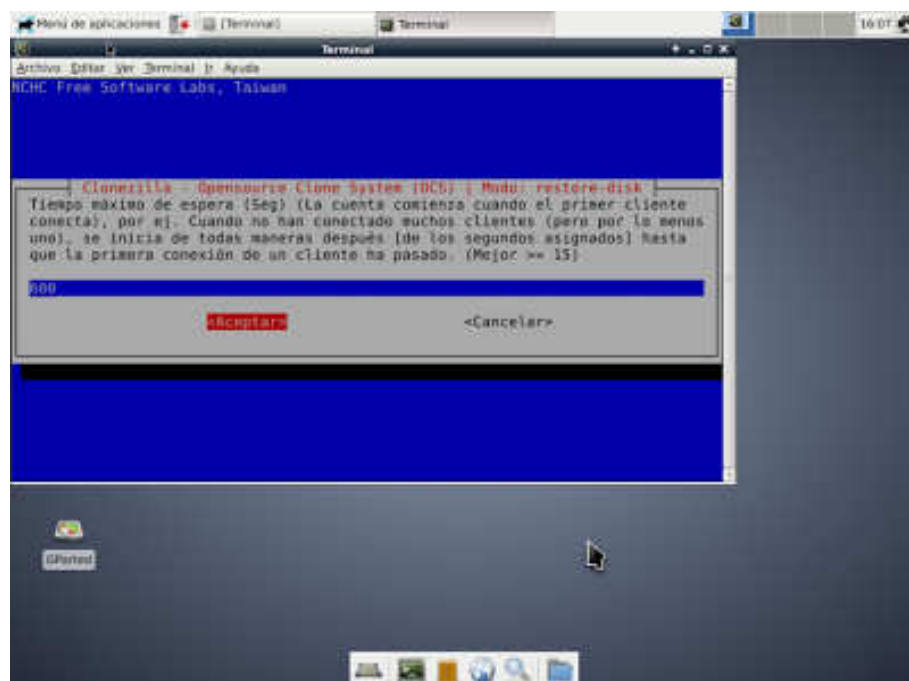 Menú de aplicaciones [Terminal] Terminal 16:07
Terminal
Archivo Editar Ver Terminal Ir Ayuda
NCHC Free Software Labs, Taiwan
Clonezilla - Opensource Clone System (OCS) | Modo: restore-disk
Tiempo máximo de espera (Seg) (La cuenta comienza cuando el primer cliente
conecta), por ej. Cuando no han conectado muchos clientes (pero por lo menos
uno), se inicia de todas maneras después [de los segundos asignados] hasta
que la primera conexión de un cliente ha pasado. (Mejor >= 15)
600
<Aceptar> <Cancelar>
GParted